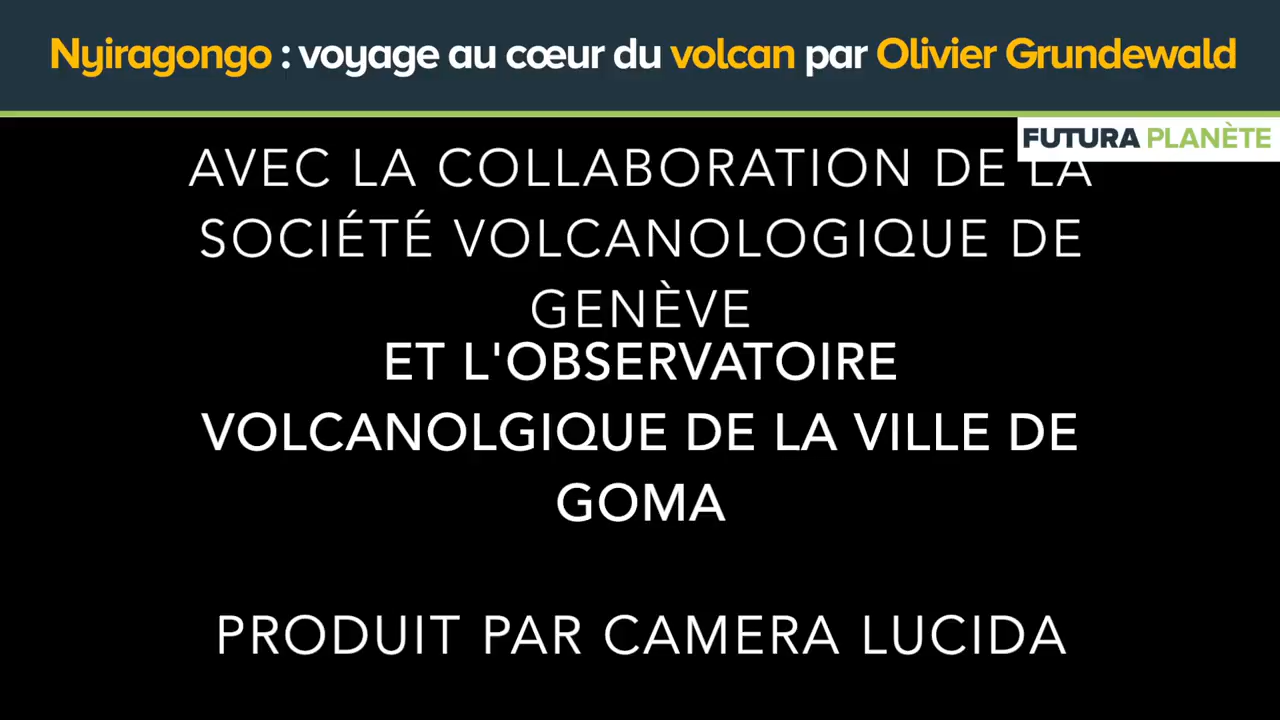 Nyiragongo : voyage au cœur du volcan par Olivier Grundewald
FUTURA PLANÈTE
AVEC LA COLLABORATION DE LA
SOCIÉTÉ VOLCANOLOGIQUE DE
GENÈVE
ET L'OBSERVATOIRE
VOLCANOLGIQUE DE LA VILLE DE
GOMA
PRODUIT PAR CAMERA LUCIDA